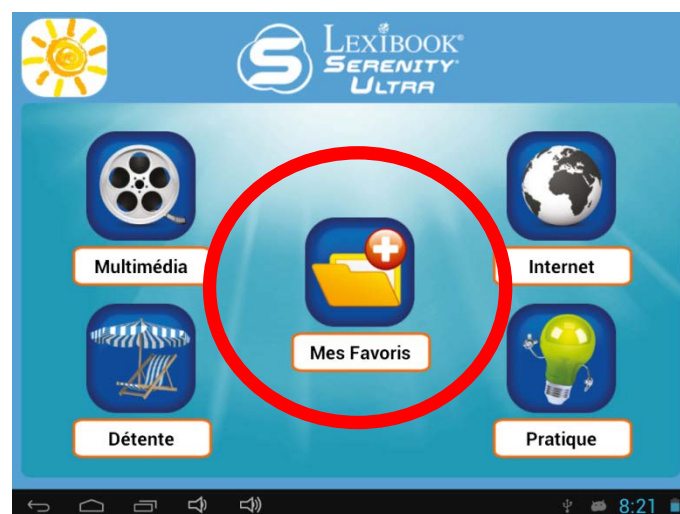 LEXIBOOK®
SERENITY
ULTRA
Multimédia
Internet
Mes Favoris
Détente
Pratique
8:21